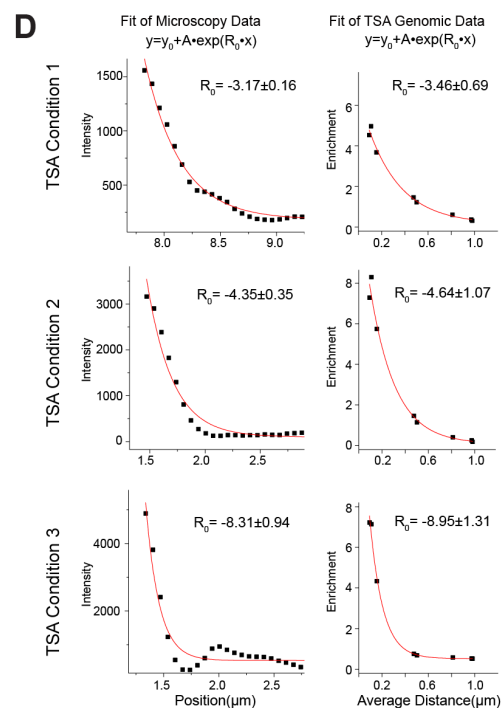 D
Fit of Microscopy Data
y=y₀+A•exp(R₀•x)
Fit of TSA Genomic Data
y=y₀+A•exp(R₀•x)
TSA Condition 1
Intensity
1500
1000
500
8.0
8.5
9.0
R₀= -3.17±0.16
Enrichment
6
4
2
0
0.2
0.6
1.0
R₀= -3.46±0.69
TSA Condition 2
Intensity
3000
2000
1000
0
1.5
2.0
2.5
R₀= -4.35±0.35
Enrichment
8
6
4
2
0
0.2
0.6
1.0
R₀= -4.64±1.07
TSA Condition 3
Intensity
4000
2000
1.5
2.0
2.5
Position(μm)
R₀= -8.31±0.94
Enrichment
8
6
4
2
0
0.2
0.6
1.0
Average Distance(μm)
R₀= -8.95±1.31